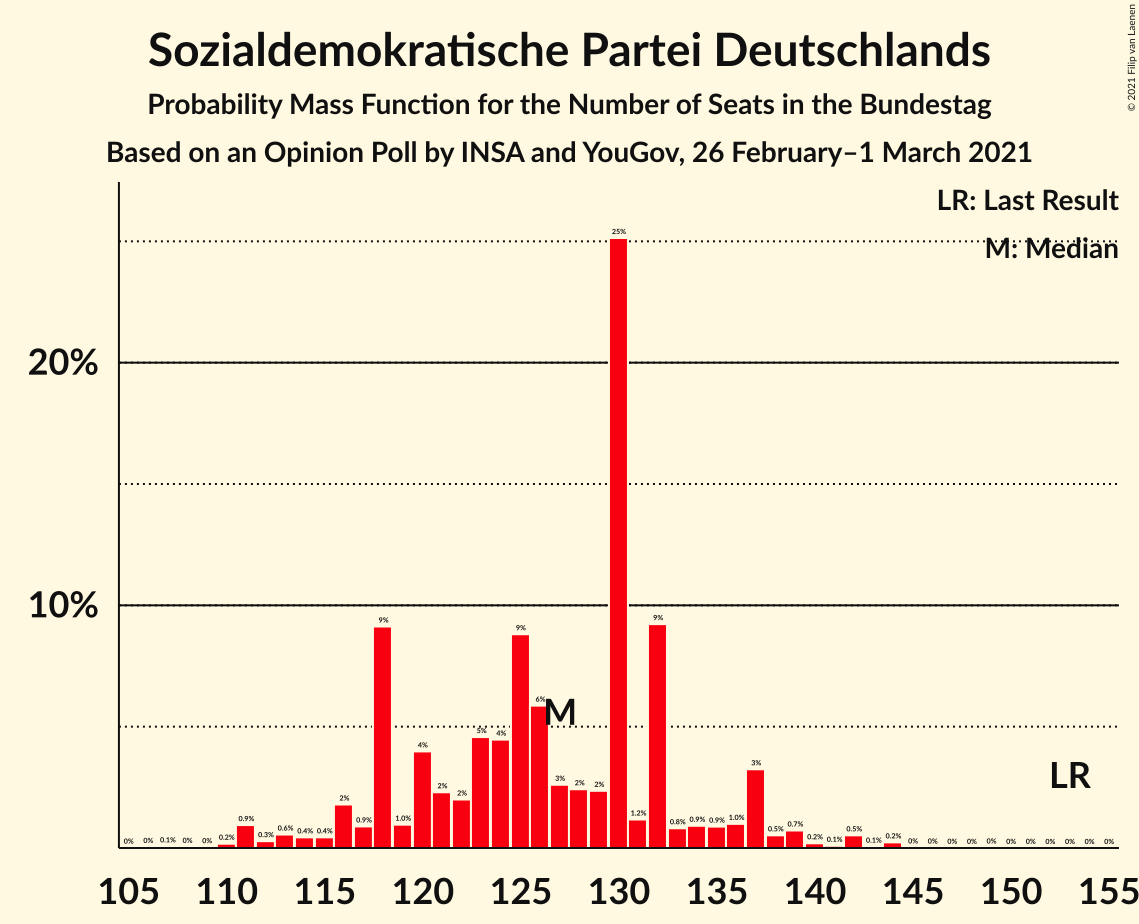 Sozialdemokratische Partei Deutschlands
Probability Mass Function for the Number of Seats in the Bundestag
Based on an Opinion Poll by INSA and YouGov, 26 February–1 March 2021
© 2021 Filip van Laenen
LR: Last Result
M: Median
20%
10%
0% 0% 0.1% 0% 0% 0.2% 0.9% 0.3% 0.6% 0.4% 0.4% 2% 0.9% 9% 1.0% 4% 2% 2% 5% 4% 9% 6% 3% 2% 2% 25% 1.2% 9% 0.8% 0.9% 0.9% 1.0% 3% 0.5% 0.7% 0.2% 0.1% 0.5% 0.1% 0.2% 0% 0% 0% 0% 0% 0% 0% 0% 0% 0% 0%
M
LR
105 110 115 120 125 130 135 140 145 150 155